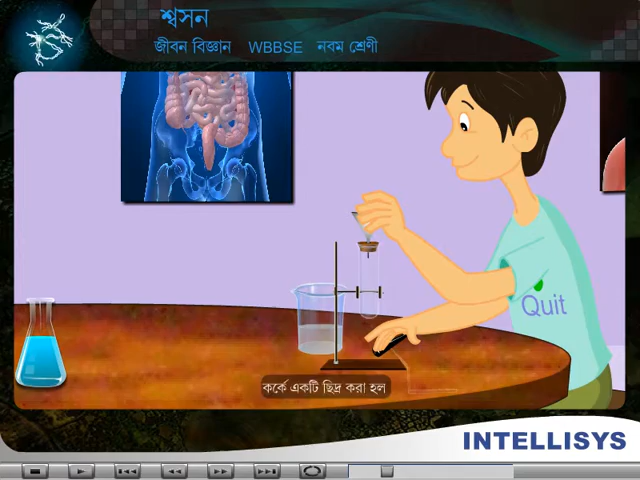 শ্বসন
জীবন বিজ্ঞান WBBSE নবম শ্রেণী
Quit
কর্কে একটি ছিদ্র করা হল
INTELLISYS